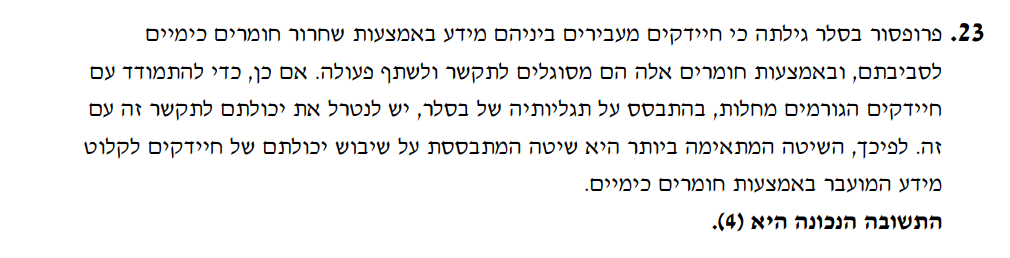 23. פרופסור בסלר גילתה כי חיידקים מעבירים ביניהם מידע באמצעות שחרור חומרים כימיים
לסביבתם, ובאמצעות חומרים אלה הם מסוגלים לתקשר ולשתף פעולה. אם כן, כדי להתמודד עם
חיידקים הגורמים מחלות, בהתבסס על תגליותיה של בסלר, יש לנטרל את יכולתם לתקשר זה עם
זה. לפיכך, השיטה המתאימה ביותר היא שיטה המתבססת על שיבוש יכולתם של חיידקים לקלוט
מידע המועבר באמצעות חומרים כימיים.
התשובה הנכונה היא (4).